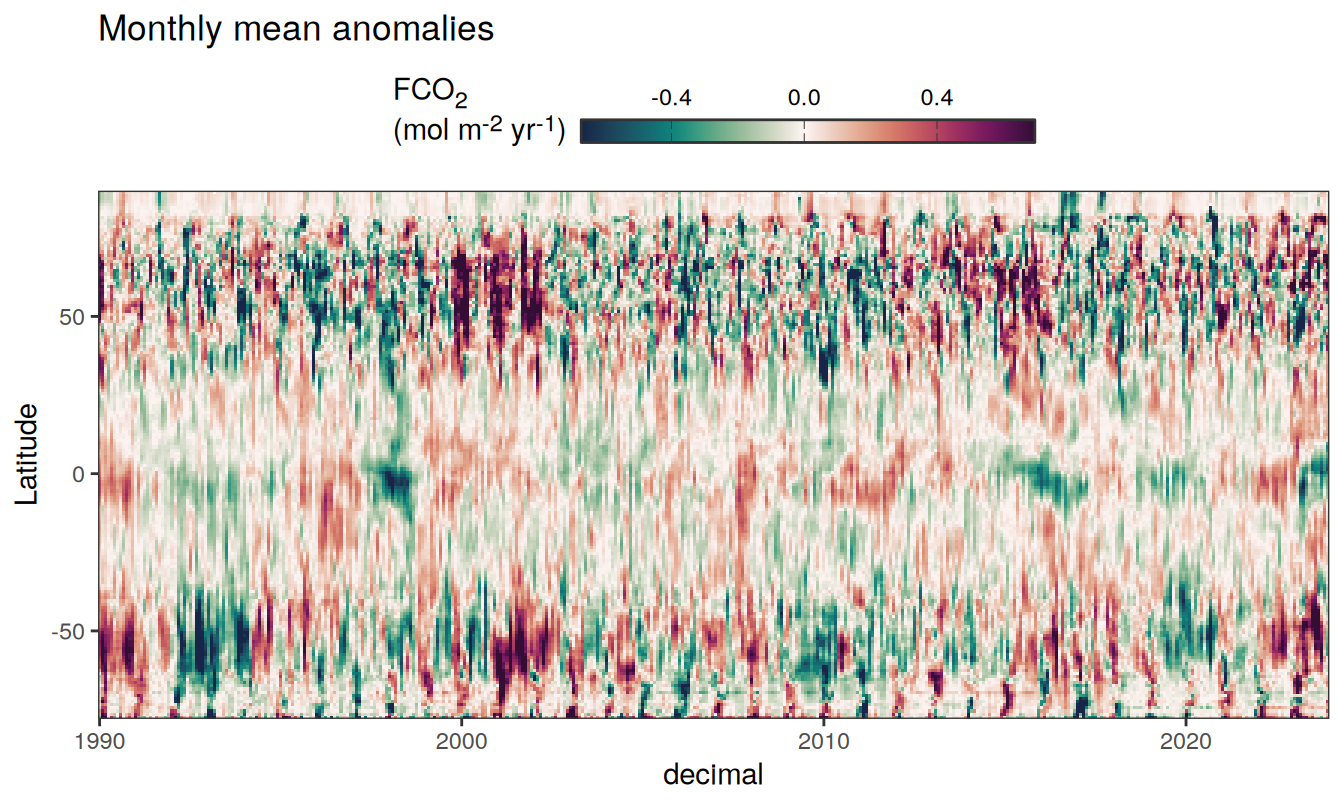 Monthly mean anomalies
FCO₂
(mol m⁻² yr⁻¹)
-0.4 0.0 0.4
Latitude
50
0
-50
1990 2000 2010 2020
decimal